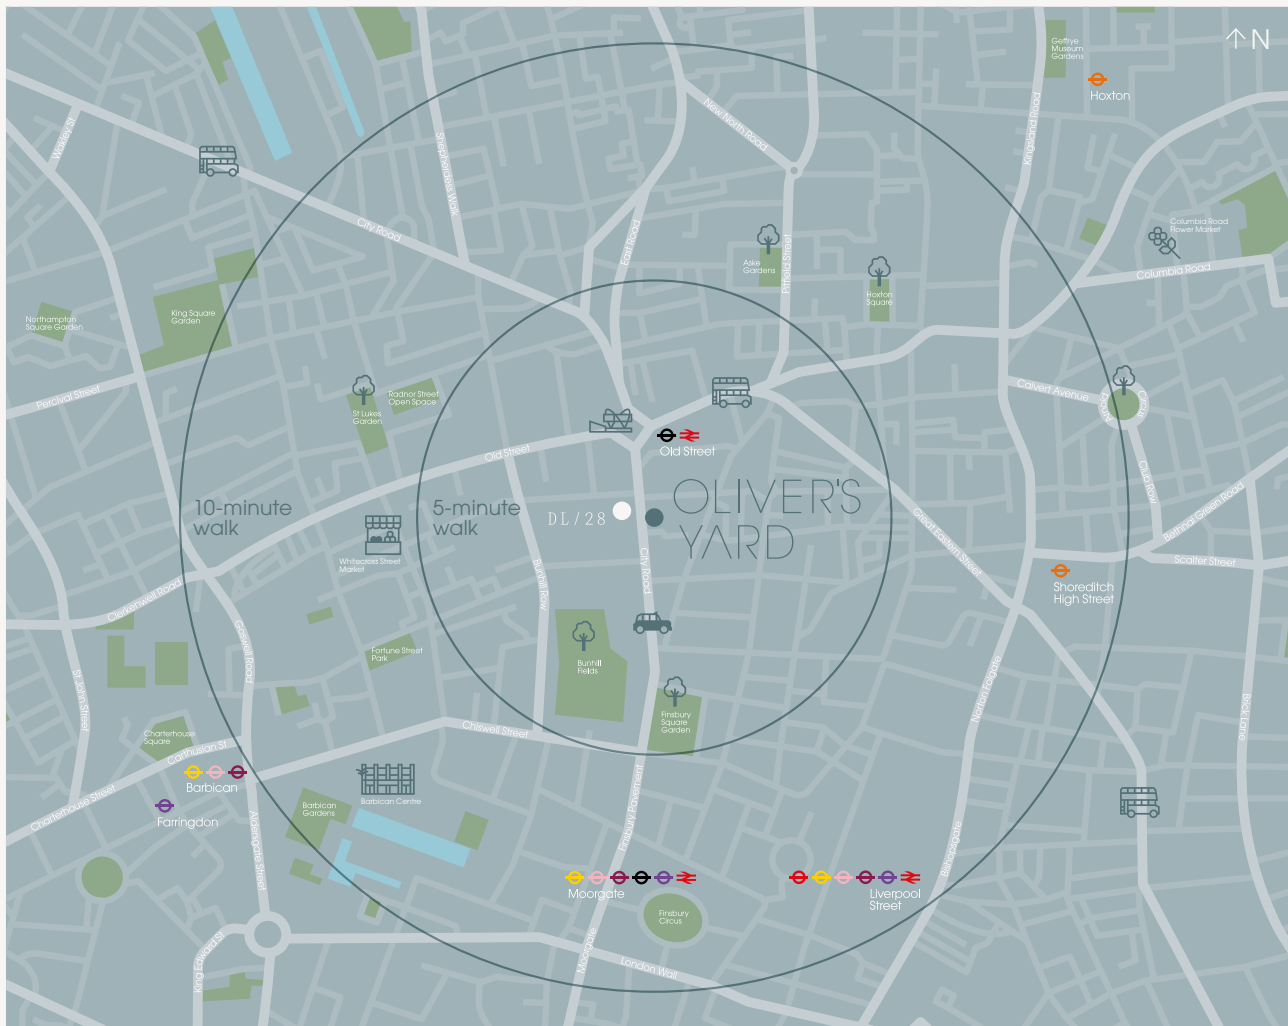 N
Geffrye
Museum
Gardens
Hoxton
New North Road
Kingsland Road
Wakley St
Shepherdess Walk
City Road
East Road
Pitfield Street
Aske
Gardens
Hoxton
Square
Columbia Road
Flower Market
Columbia Road
King Square
Garden
Northampton
Square Garden
Percival Street
St Lukes
Garden
Radnor Street
Open Space
Calvert Avenue
Circus
Old Street
Old Street
10-minute
walk
5-minute
walk
DL/28
OLIVER'S
YARD
Club Row
Bethnal Green Road
Sclater Street
Great Eastern Street
Whitecross Street
Market
City Road
Bunhill Row
Shoreditch
High Street
Clerkenwell Road
Goswell Road
Fortune Street
Park
Bunhill
Fields
St John Street
Norton Folgate
Brick Lane
Finsbury
Square
Garden
Chiswell Street
Charterhouse
Square
Carthusian St
Barbican
Charterhouse Street
Farringdon
Barbican
Gardens
Barbican Centre
Aldersgate Street
Finsbury Pavement
Bishopsgate
Moorgate
Liverpool
Street
Finsbury
Circus
King Edward St
Moorgate
London Wall